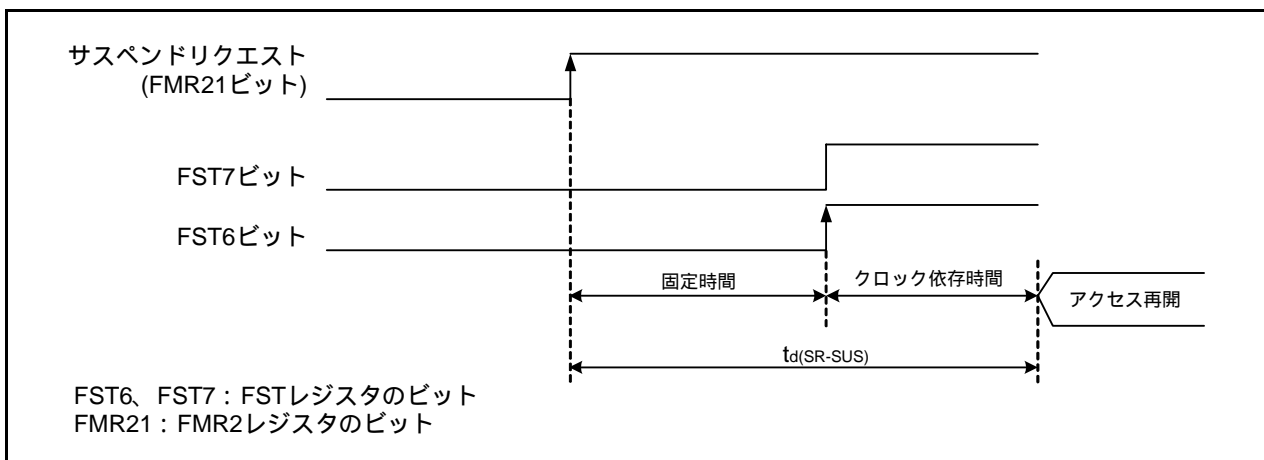 サスペンドリクエスト
(FMR21ビット)
FST7ビット
FST6ビット
固定時間
クロック依存時間
アクセス再開
td(SR-SUS)
FST6、FST7：FSTレジスタのビット
FMR21：FMR2レジスタのビット